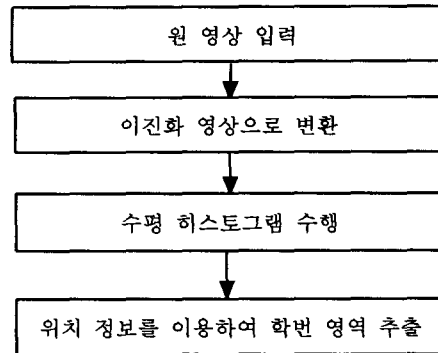 원 영상 입력
이진화 영상으로 변환
수평 히스토그램 수행
위치 정보를 이용하여 학번 영역 추출